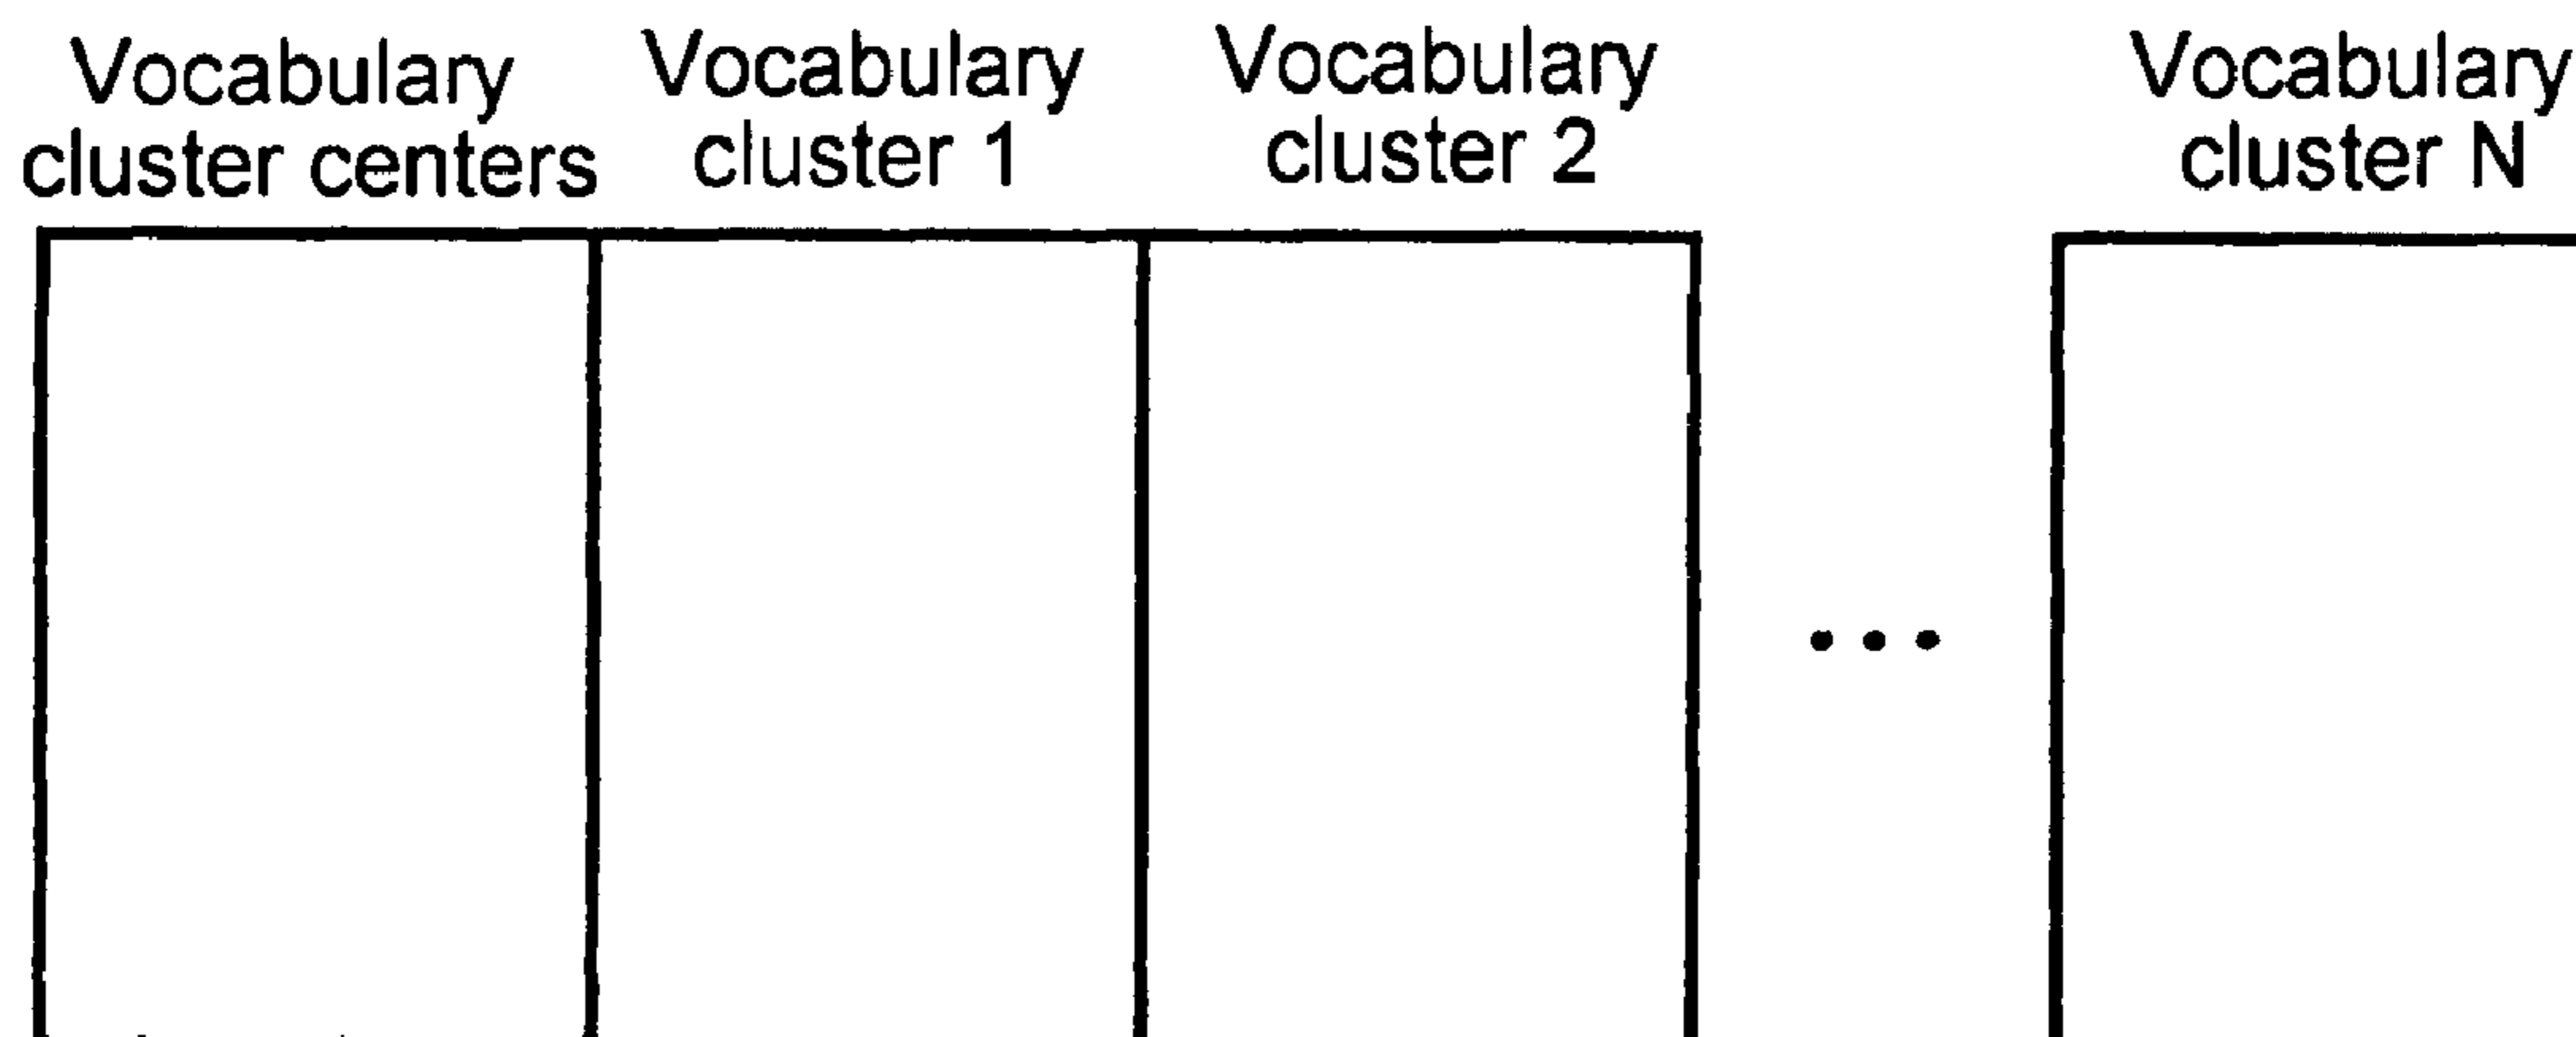 Vocabulary
cluster centers
Vocabulary
cluster 1
Vocabulary
cluster 2
Vocabulary
cluster N